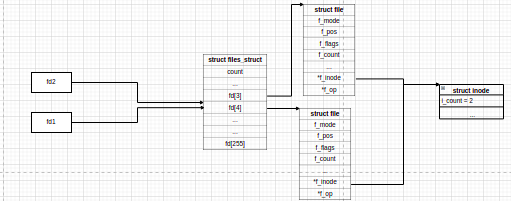 fd2
fd1
struct files_struct
count
...
fd[3]
fd[4]
...
...
fd[255]
struct file
f_mode
f_pos
f_flags
f_count
...
*f_inode
*f_op
struct file
f_mode
f_pos
f_flags
f_count
...
*f_inode
*f_op
struct inode
i_count = 2
...